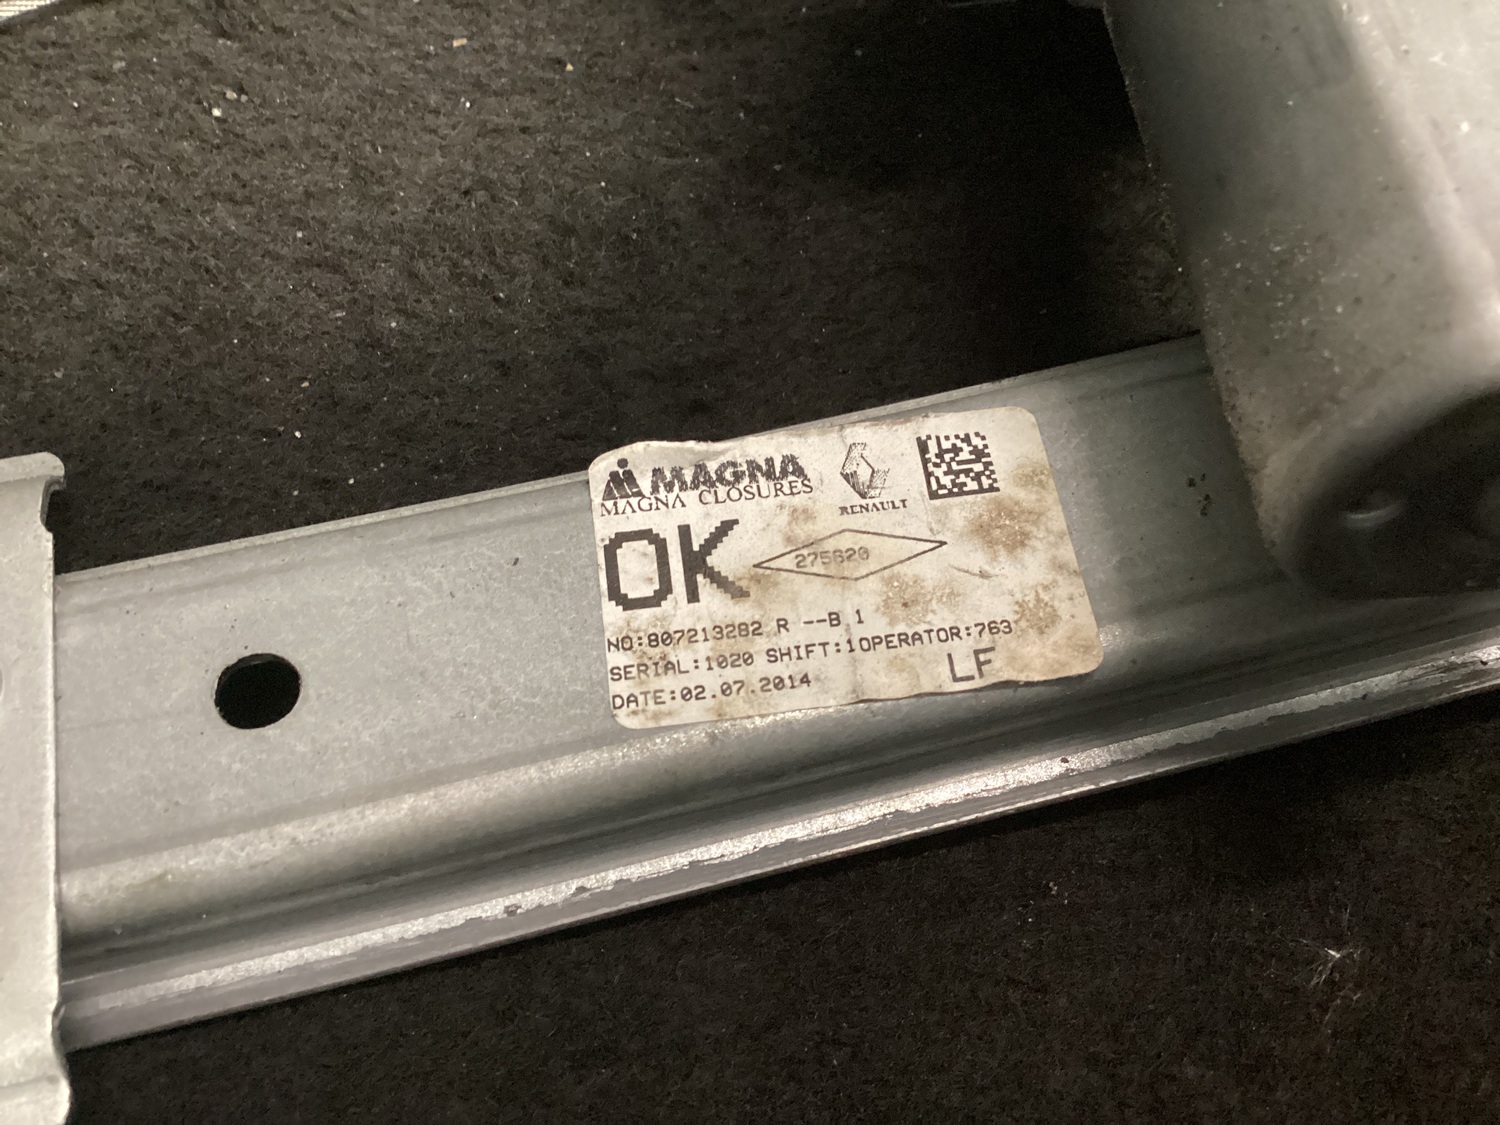 MAGNA
MAGNA CLOSURES
RENAULT
OK
275620
NO:807213282 R --B 1
SERIAL:1020 SHIFT:1OPERATOR:763
DATE:02.07.2014
LF